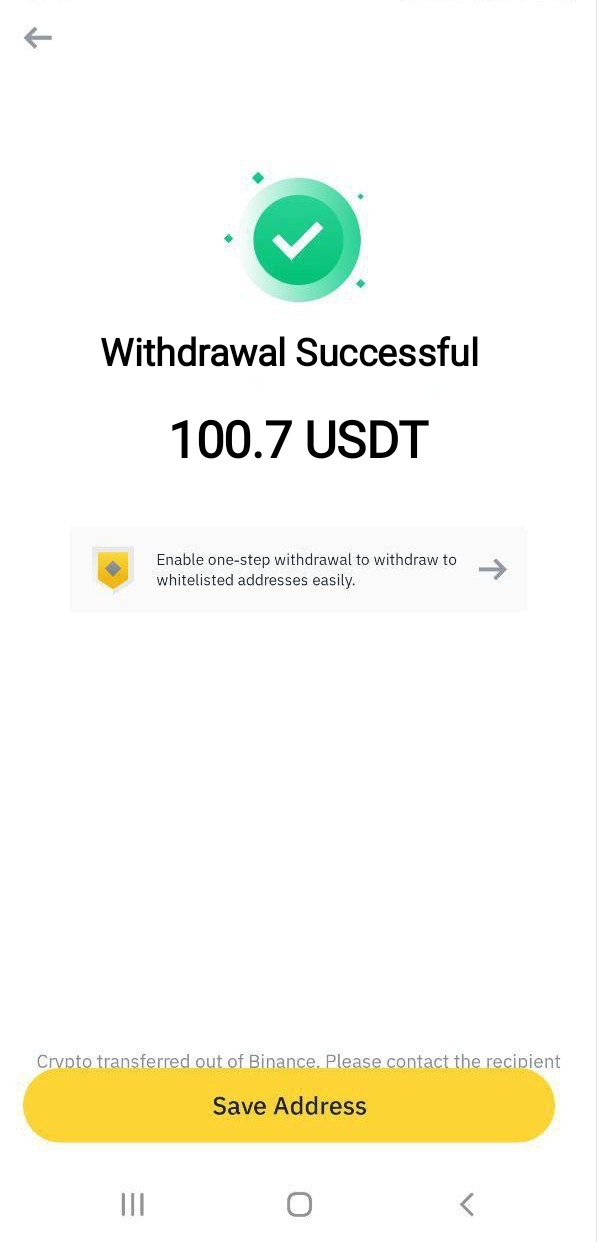 Withdrawal Successful
100.7 USDT
Enable one-step withdrawal to withdraw to
whitelisted addresses easily.
Crypto transferred out of Binance. Please contact the recipient
Save Address